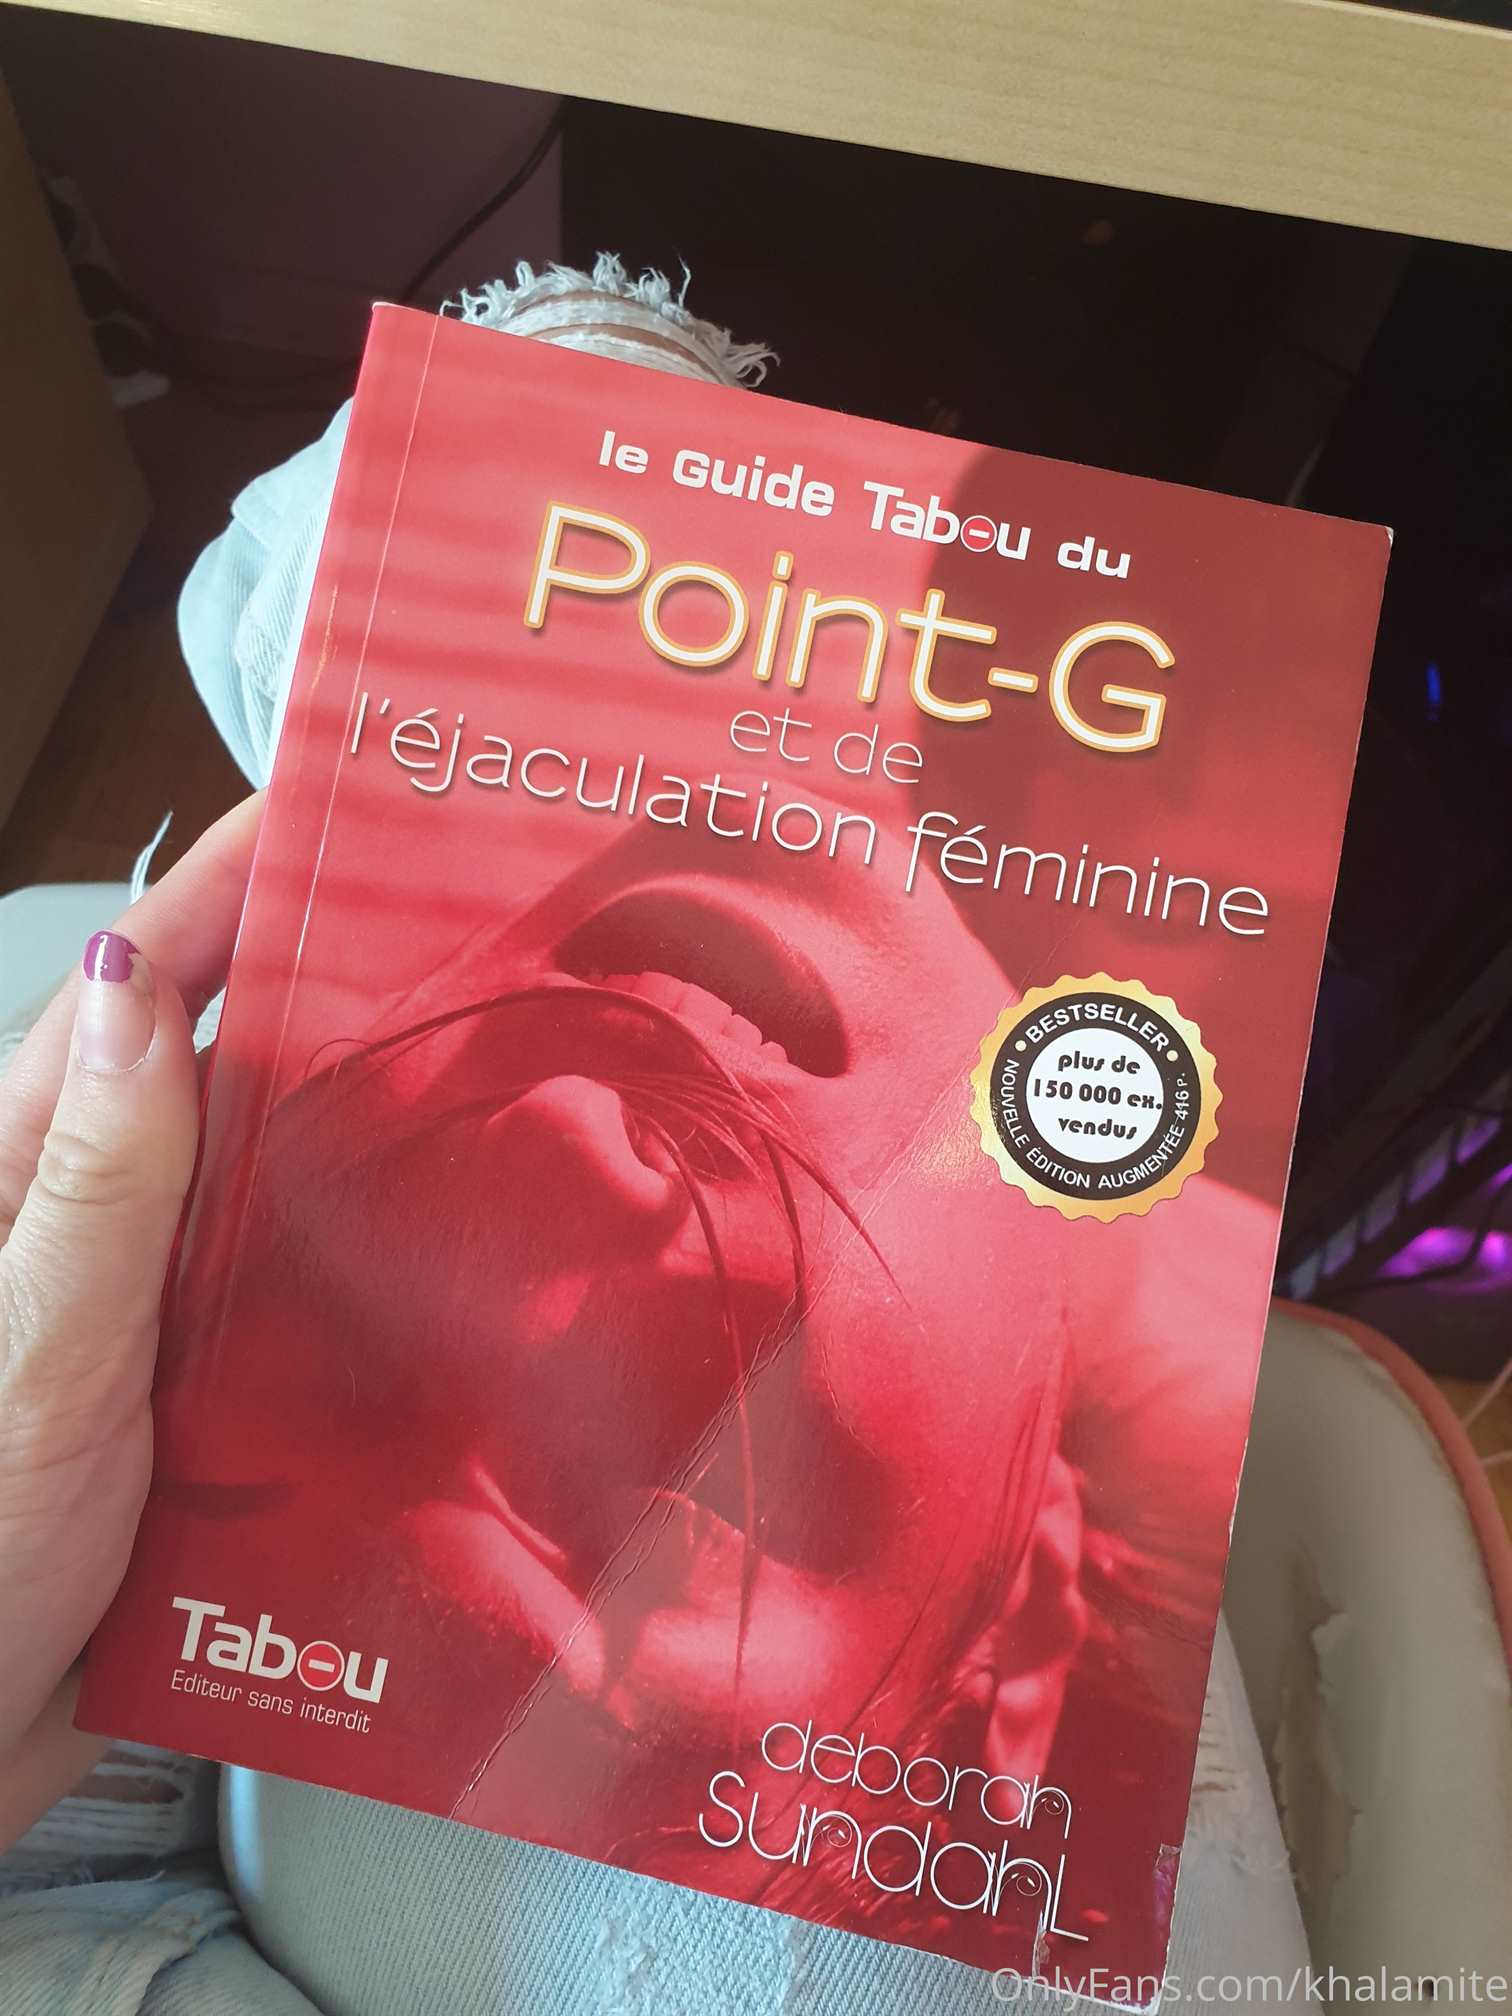 le Guide Tabou du
Point-G
et de
l'éjaculation féminine
• BESTSELLER •
plus de
150 000 ex.
vendus
NOUVELLE ÉDITION AUGMENTÉE 416 P.
Tabou
Editeur sans interdit
deborah
Sundahl
OnlyFans.com/khalamite